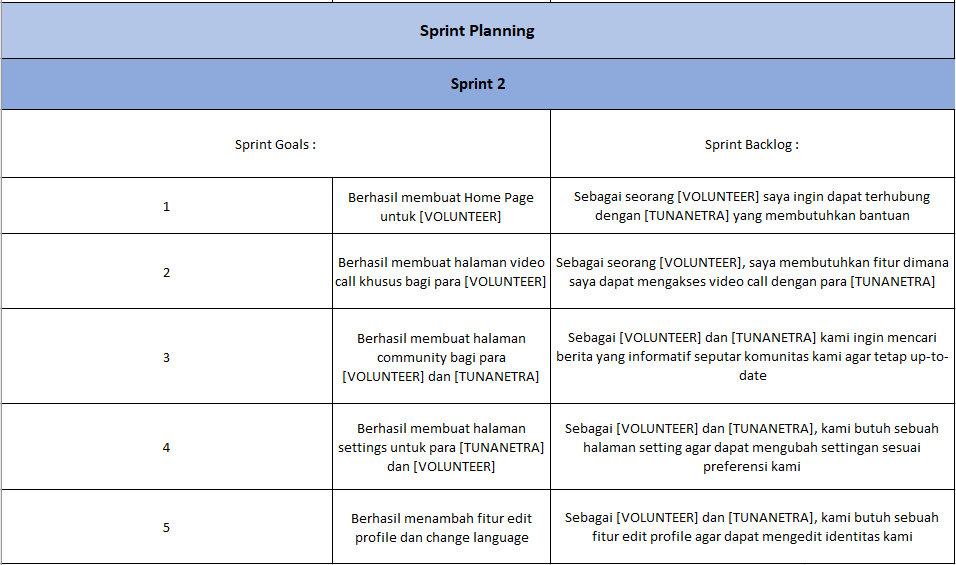 Sprint Planning
Sprint 2
Sprint Goals :
Sprint Backlog :
1
Berhasil membuat Home Page
untuk [VOLUNTEER]
Sebagai seorang [VOLUNTEER] saya ingin dapat terhubung
dengan [TUNANETRA] yang membutuhkan bantuan
2
Berhasil membuat halaman video
call khusus bagi para [VOLUNTEER]
Sebagai seorang [VOLUNTEER], saya membutuhkan fitur dimana
saya dapat mengakses video call dengan para [TUNANETRA]
3
Berhasil membuat halaman
community bagi para
[VOLUNTEER] dan [TUNANETRA]
Sebagai [VOLUNTEER] dan [TUNANETRA] kami ingin mencari
berita yang informatif seputar komunitas kami agar tetap up-to-
date
4
Berhasil membuat halaman
settings untuk para [TUNANETRA]
dan [VOLUNTEER]
Sebagai [VOLUNTEER] dan [TUNANETRA], kami butuh sebuah
halaman setting agar dapat mengubah settingan sesuai
preferensi kami
5
Berhasil menambah fitur edit
profile dan change language
Sebagai [VOLUNTEER] dan [TUNANETRA], kami butuh sebuah
fitur edit profile agar dapat mengedit identitas kami